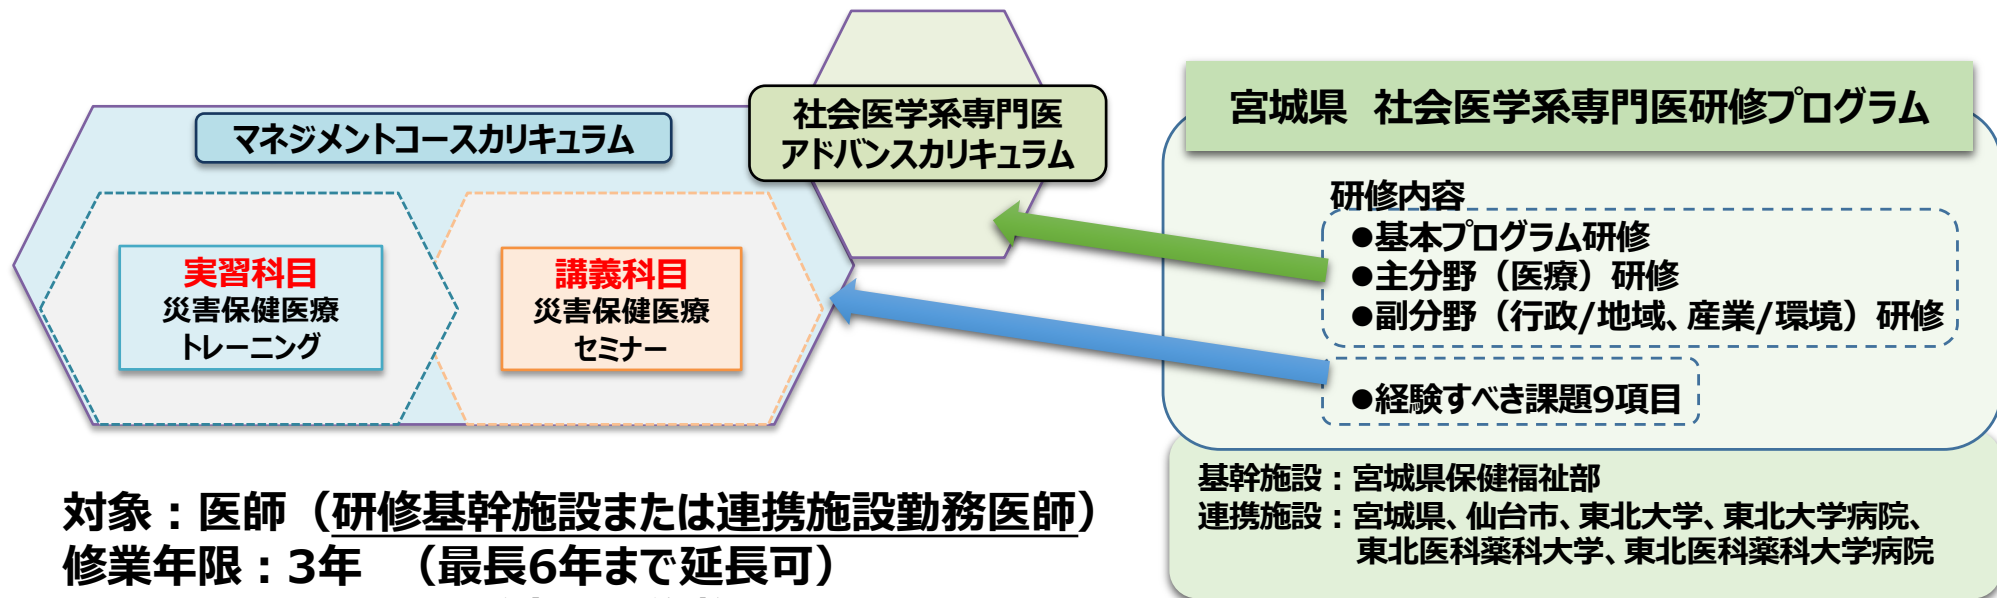 マネジメントコースカリキュラム
社会医学系専門医
アドバンスカリキュラム
実習科目
災害保健医療
トレーニング
講義科目
災害保健医療
セミナー
宮城県 社会医学系専門医研修プログラム
研修内容
●基本プログラム研修
●主分野（医療）研修
●副分野（行政/地域、産業/環境）研修
●経験すべき課題9項目
基幹施設：宮城県保健福祉部
連携施設：宮城県、仙台市、東北大学、東北大学病院、
東北医科薬科大学、東北医科薬科大学病院
対象：医師（研修基幹施設または連携施設勤務医師）
修業年限：3年 （最長6年まで延長可）